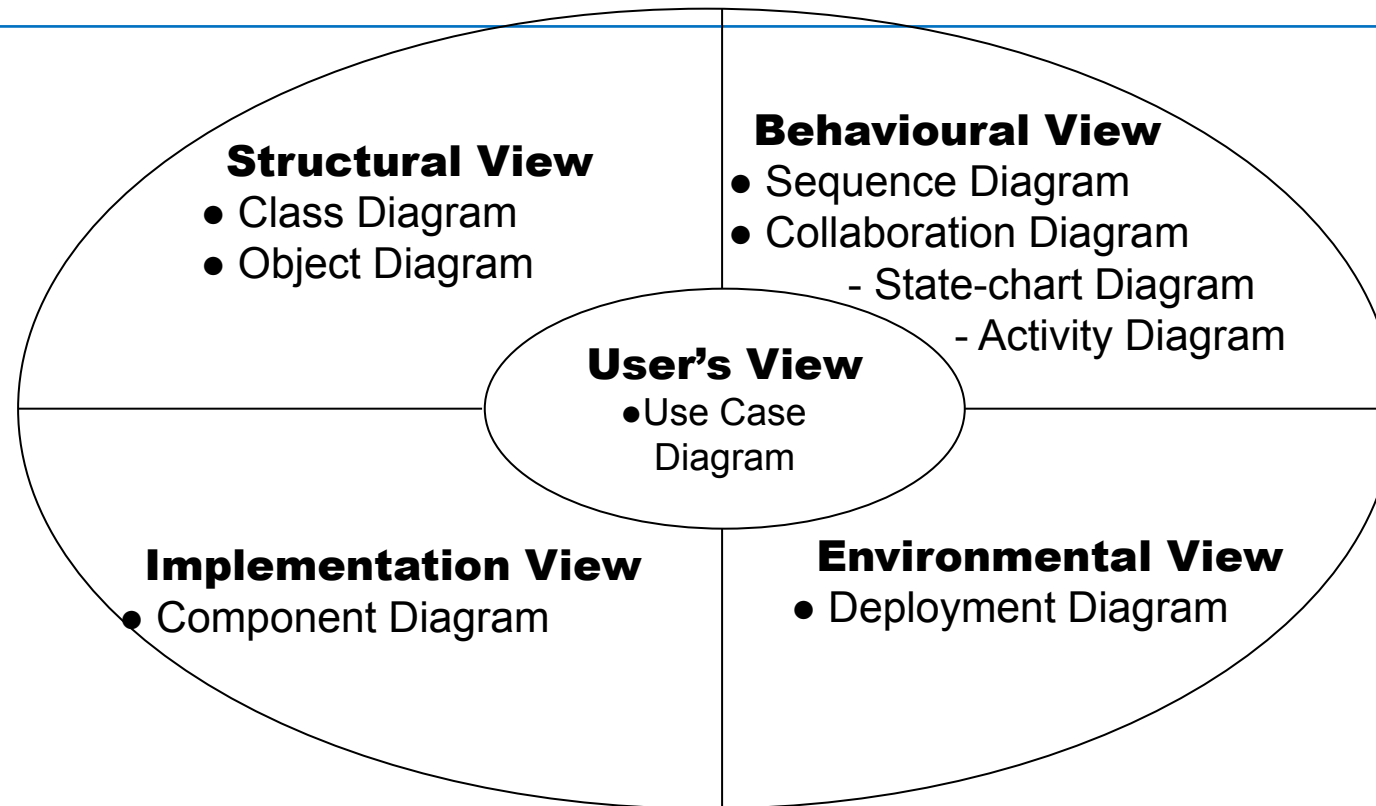 Structural View
● Class Diagram
● Object Diagram
Behavioural View
● Sequence Diagram
● Collaboration Diagram
- State-chart Diagram
- Activity Diagram
User’s View
●Use Case
Diagram
Implementation View
● Component Diagram
Environmental View
● Deployment Diagram